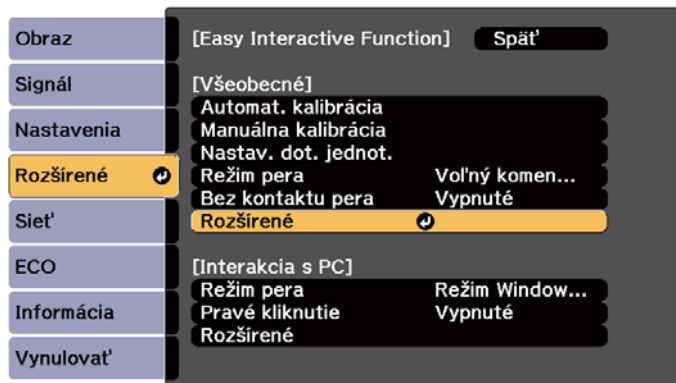 Obraz
Signál
Nastavenia
Rozšírené
Sieť
ECO
Informácia
Vynulovať
[Easy Interactive Function] Späť
[Všeobecné]
Automat. kalibrácia
Manuálna kalibrácia
Nastav. dot. jednot.
Režim pera Voľný komen...
Bez kontaktu pera Vypnuté
Rozšírené
[Interakcia s PC]
Režim pera Režim Window...
Pravé kliknutie Vypnuté
Rozšírené